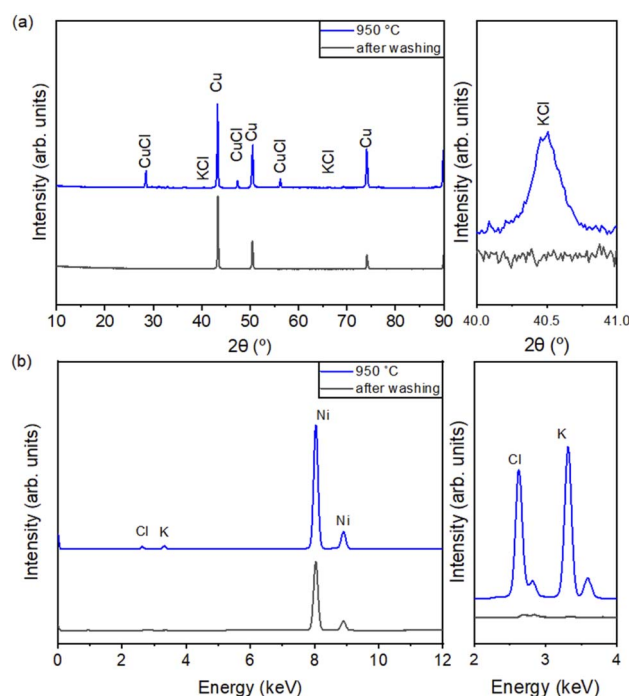 (a)
950 °C
after washing
Intensity (arb. units)
CuCl
KCl
Cu
CuCl
Cu
CuCl
KCl
Cu
10 20 30 40 50 60 70 80 90
2θ (º)
Intensity (arb. units)
KCl
40.0 40.5 41.0
2θ (º)
(b)
950 °C
after washing
Intensity (arb. units)
Cl
K
Ni
Ni
0 2 4 6 8 10 12
Energy (keV)
Intensity (arb. units)
Cl
K
2 3 4
Energy (keV)